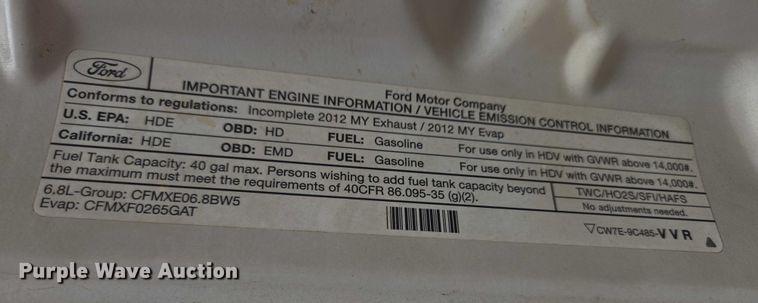 Ford
Ford Motor Company
IMPORTANT ENGINE INFORMATION / VEHICLE EMISSION CONTROL INFORMATION
Conforms to regulations: Incomplete 2012 MY Exhaust / 2012 MY Evap
U.S. EPA: HDE OBD: HD FUEL: Gasoline For use only in HDV with GVWR above 14,000#.
California: HDE OBD: EMD FUEL: Gasoline For use only in HDV with GVWR above 14,000#.
Fuel Tank Capacity: 40 gal max. Persons wishing to add fuel tank capacity beyond
the maximum must meet the requirements of 40CFR 86.095-35 (g)(2).
TWC/HO2S/SFI/HAFS
No adjustments needed.
6.8L-Group: CFMXE06.8BW5
Evap: CFMXF0265GAT
CW7E-9C485-VVR
Purple Wave Auction